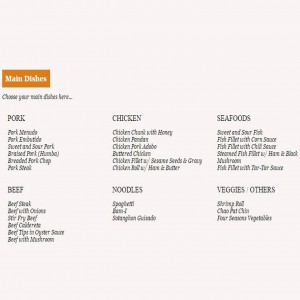 Main Dishes
Choose your main dishes here...
PORK
Pork Menudo
Pork Embutido
Sweet and Sour Pork
Braised Pork (Humba)
Breaded Pork Chop
Pork Steak
CHICKEN
Chicken Chunk with Honey
Chicken Pandan
Chicken Pork Adobo
Buttered Chicken
Chicken Fillet w/ Sesame Seeds & Gravy
Chicken Roll w/ Ham & Butter
SEAFOODS
Sweet and Sour Fish
Fish Fillet with Corn Sauce
Fish Fillet with Chili Sauce
Steamed Fish Fillet w/ Ham & Black
Mushroom
Fish Fillet with Tar-Tar Sauce
BEEF
Beef Steak
Beef with Onions
Stir Fry Beef
Beef Caldereta
Beef Tips in Oyster Sauce
Beef with Mushroom
NOODLES
Spaghetti
Bam-I
Sotanghon Guisado
VEGGIES / OTHERS
Shrimp Roll
Chao Pat Chin
Four Seasons Vegetables